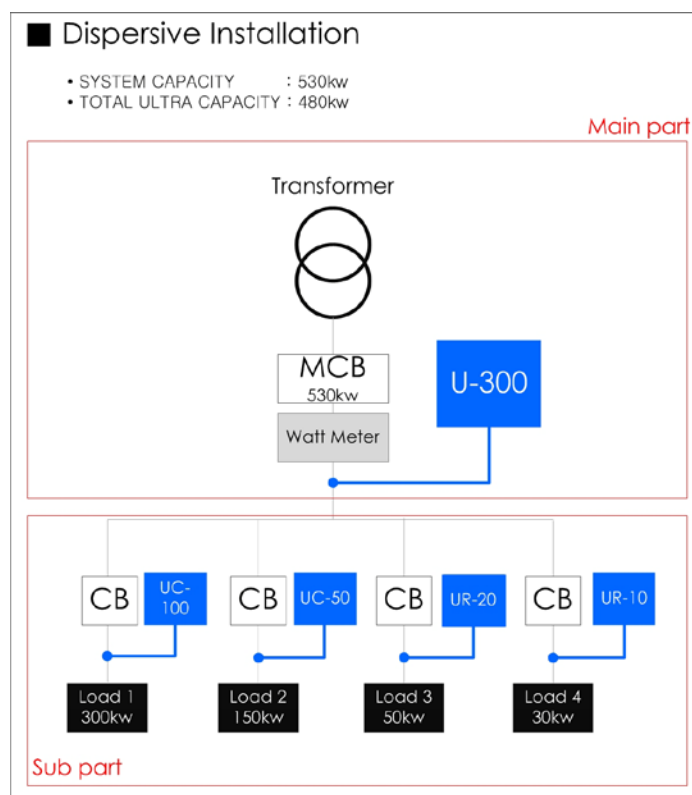 ■ Dispersive Installation
• SYSTEM CAPACITY : 530kw
• TOTAL ULTRA CAPACITY : 480kw
Main part
Transformer
MCB
530kw
U-300
Watt Meter
CB
UC-
100
CB
UC-50
CB
UR-20
CB
UR-10
Load 1
300kw
Load 2
150kw
Load 3
50kw
Load 4
30kw
Sub part